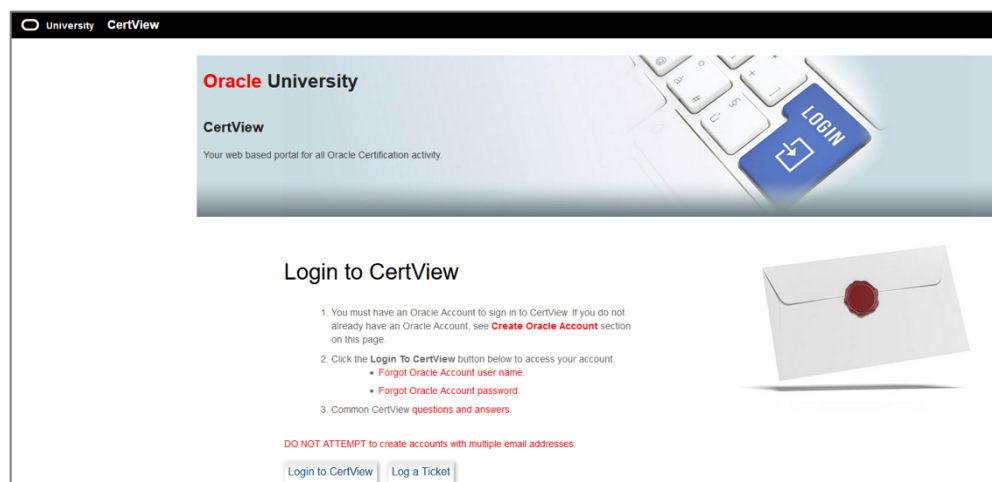 University CertView
Oracle University
CertView
Your web based portal for all Oracle Certification activity.
LOGIN
Login to CertView
1. You must have an Oracle Account to sign in to CertView. If you do not
already have an Oracle Account, see Create Oracle Account section
on this page.
2. Click the Login To CertView button below to access your account.
• Forgot Oracle Account user name.
• Forgot Oracle Account password.
3. Common CertView questions and answers.
DO NOT ATTEMPT to create accounts with multiple email addresses.
Login to CertView Log a Ticket